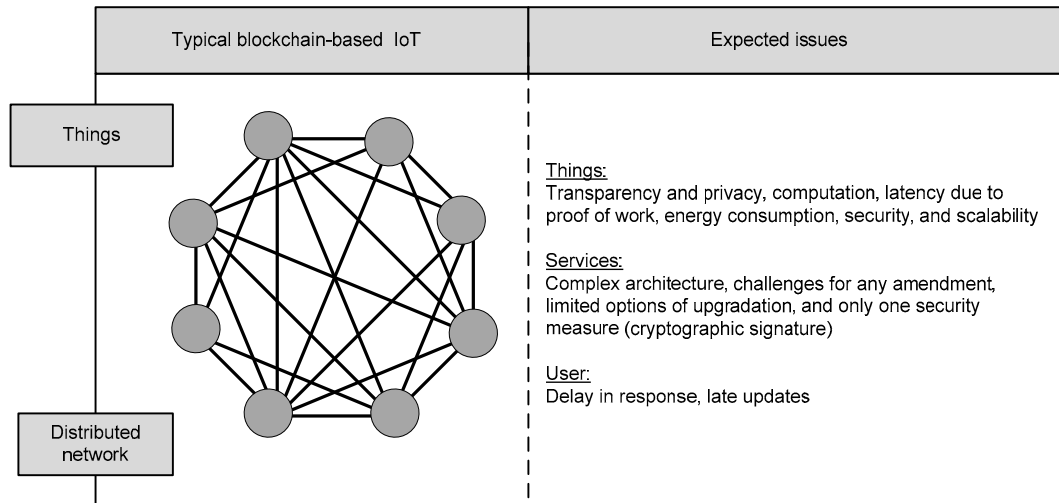 Typical blockchain-based IoT
Expected issues
Things
Things:
Transparency and privacy, computation, latency due to
proof of work, energy consumption, security, and scalability
Services:
Complex architecture, challenges for any amendment,
limited options of upgradation, and only one security
measure (cryptographic signature)
User:
Delay in response, late updates
Distributed
network